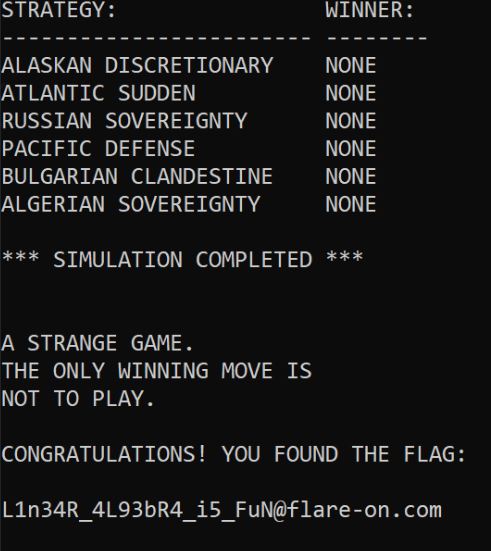 STRATEGY: WINNER:
------------------------ --------
ALASKAN DISCRETIONARY NONE
ATLANTIC SUDDEN NONE
RUSSIAN SOVEREIGNTY NONE
PACIFIC DEFENSE NONE
BULGARIAN CLANDESTINE NONE
ALGERIAN SOVEREIGNTY NONE
*** SIMULATION COMPLETED ***
A STRANGE GAME.
THE ONLY WINNING MOVE IS
NOT TO PLAY.
CONGRATULATIONS! YOU FOUND THE FLAG:
L1n34R_4L93bR4_i5_FuN@flare-on.com